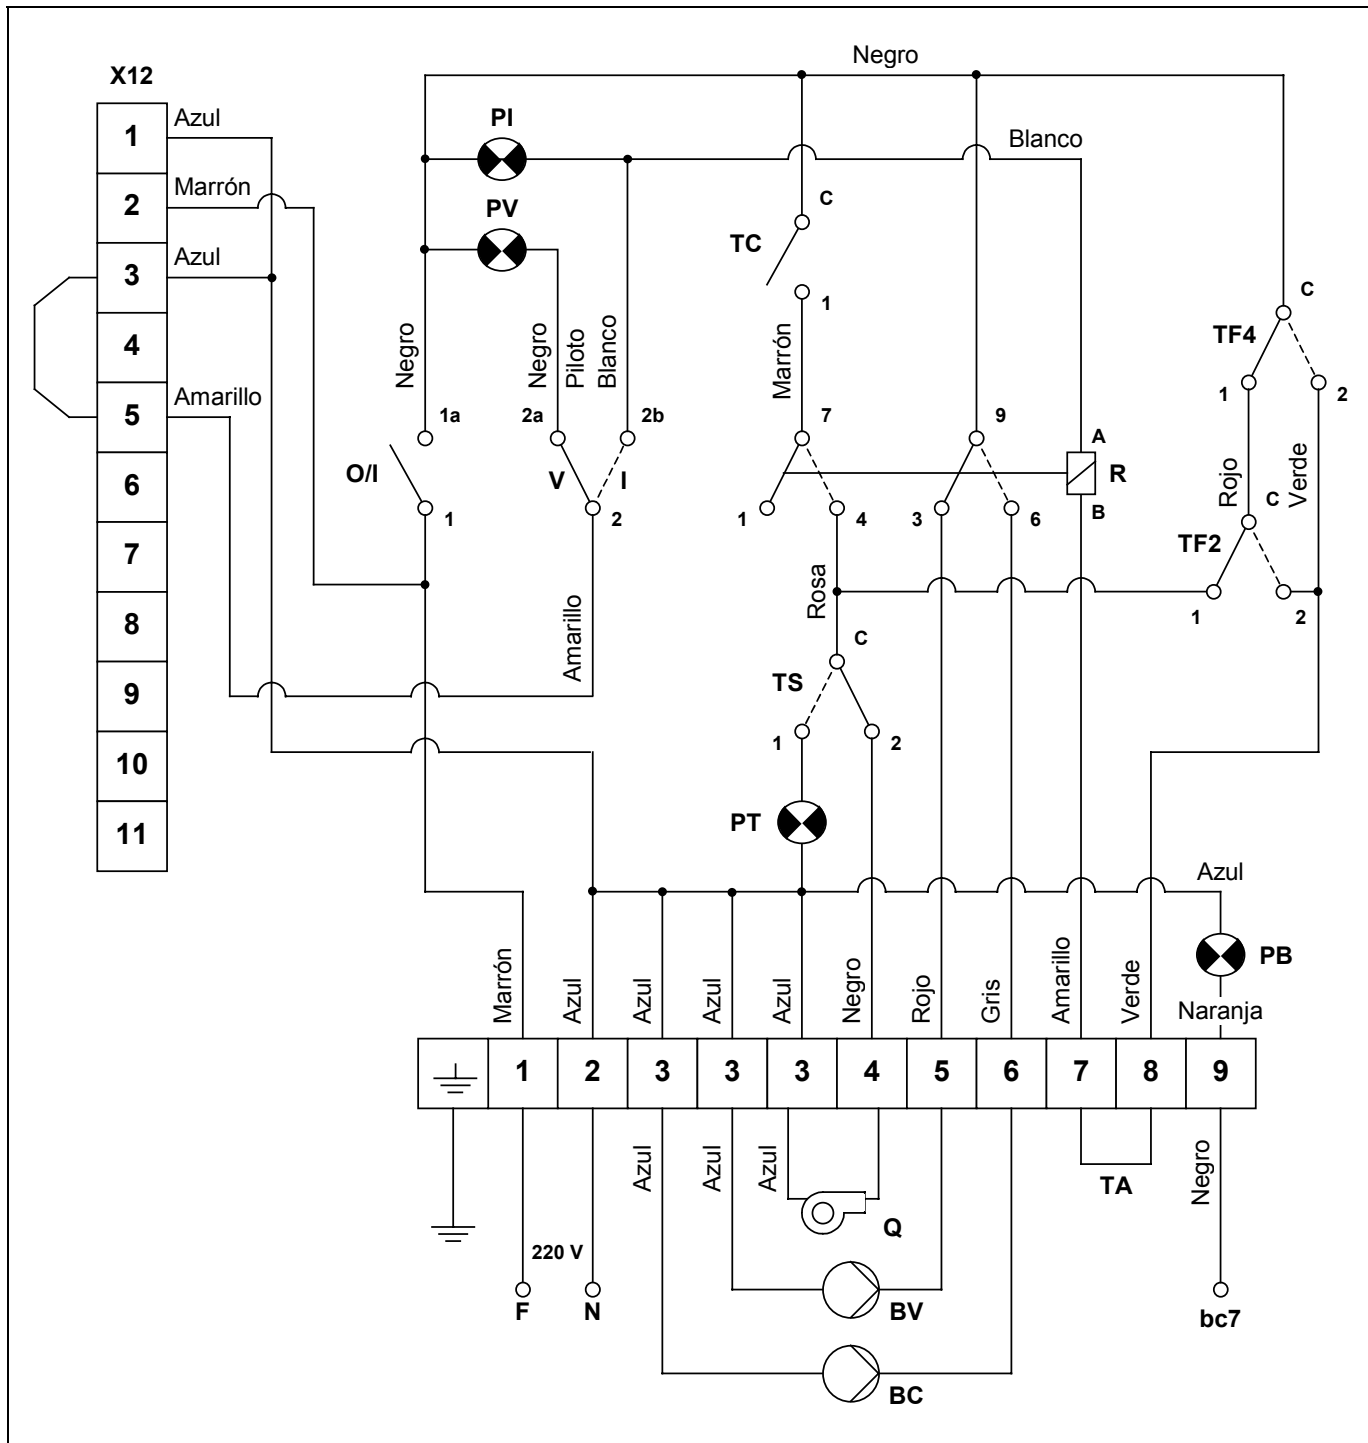 Negro
X12
Azul
1
PI
Blanco
Marrón
2
PV
C
TC
Azul
3
1
C
TF4
4
Negro
Negro
Piloto
Blanco
Marrón
1
2
Amarillo
5
1a
2a
2b
7
9
A
Rojo
Verde
6
O/I
V
I
R
C
1
2
1
4
3
6
B
7
TF2
Rosa
8
Amarillo
1
2
C
9
TS
1
2
10
PT
11
Azul
Marrón
Azul
Azul
Azul
Azul
Negro
Rojo
Gris
Amarillo
Verde
PB
Naranja
1
2
3
3
3
4
5
6
7
8
9
Azul
Azul
Azul
Negro
TA
Q
220 V
F
N
BV
bc7
BC